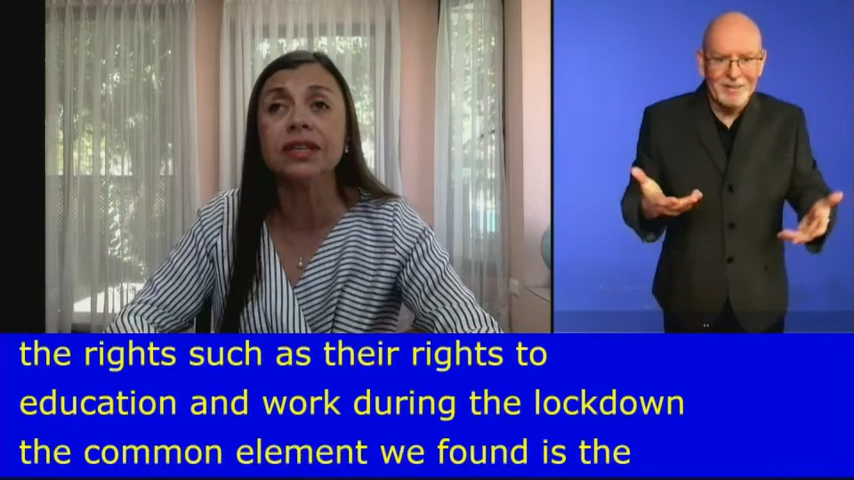 the rights such as their rights to
education and work during the lockdown
the common element we found is the